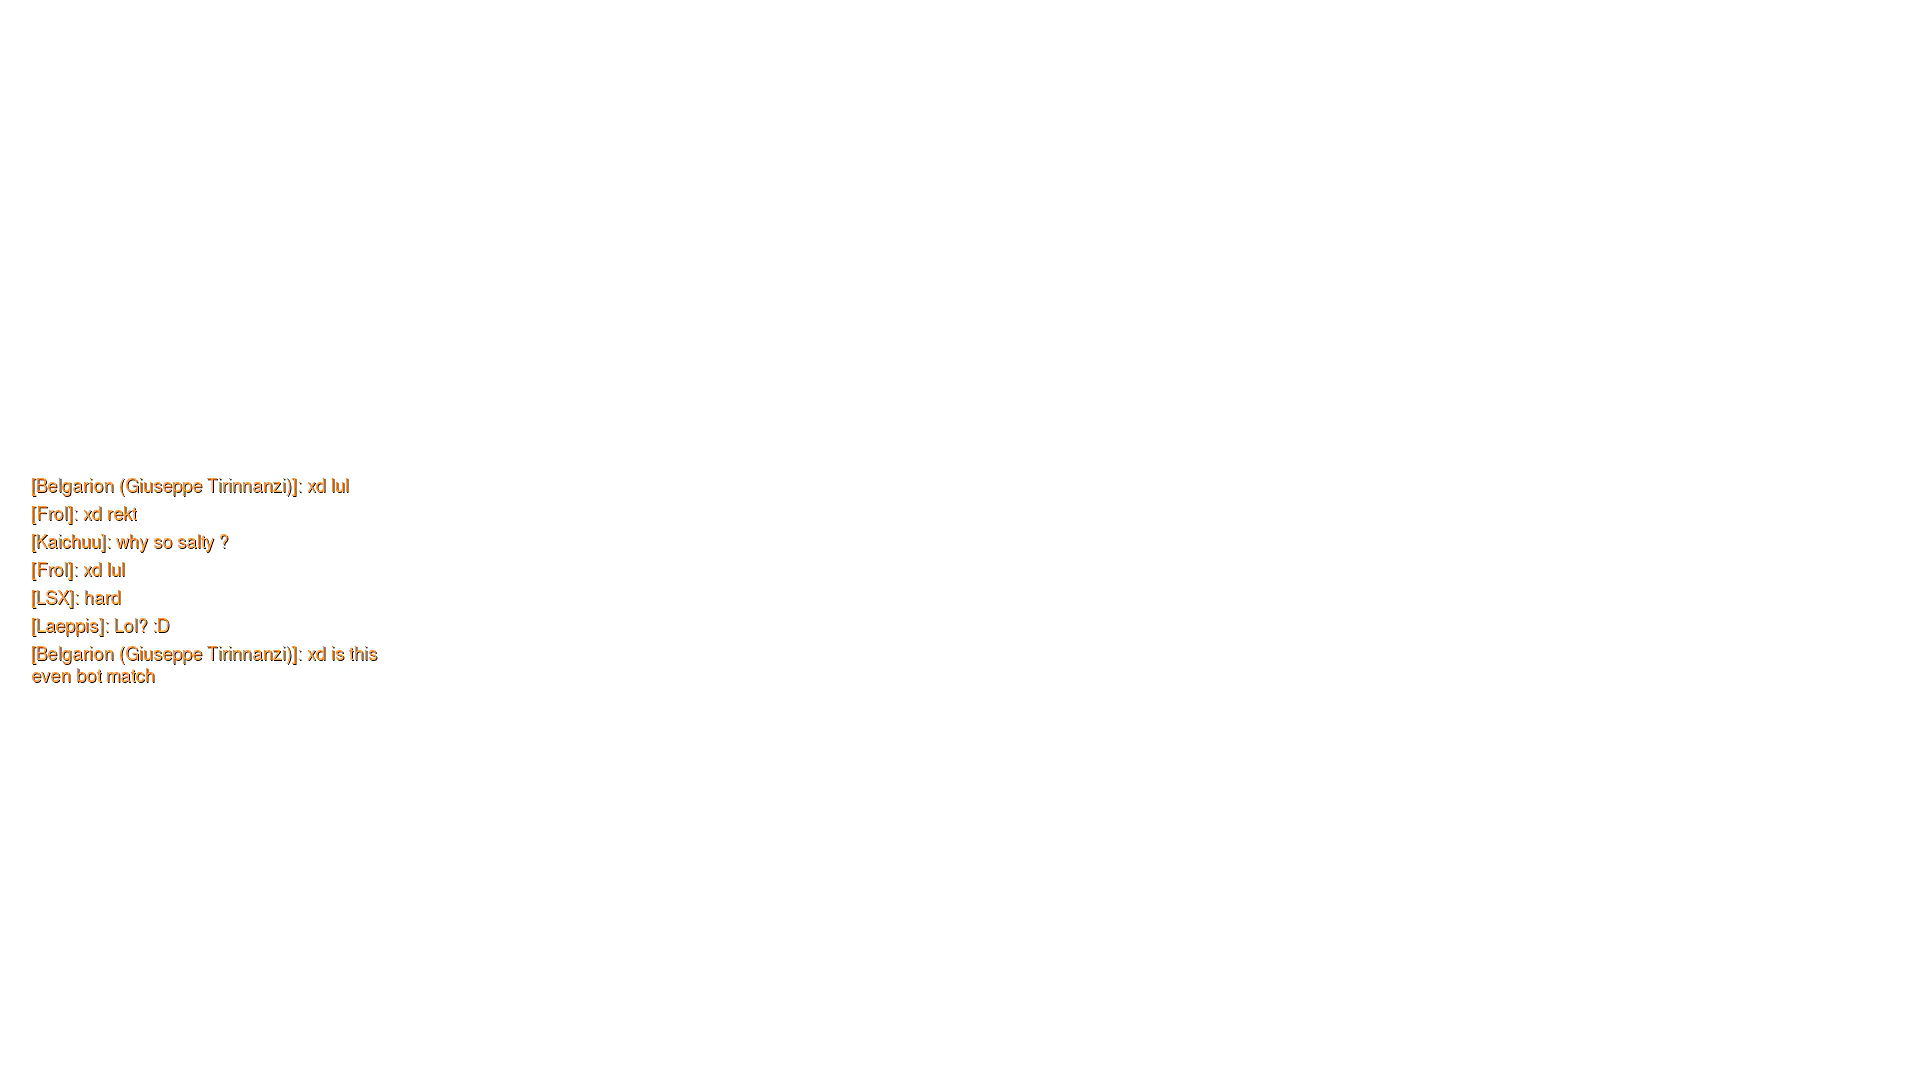 [Belgarion (Giuseppe Tirinnanzi)]: xd lul
[Frol]: xd rekt
[Kaichuu]: why so salty ?
[Frol]: xd lul
[LSX]: hard
[Laeppis]: Lol? :D
[Belgarion (Giuseppe Tirinnanzi)]: xd is this
even bot match